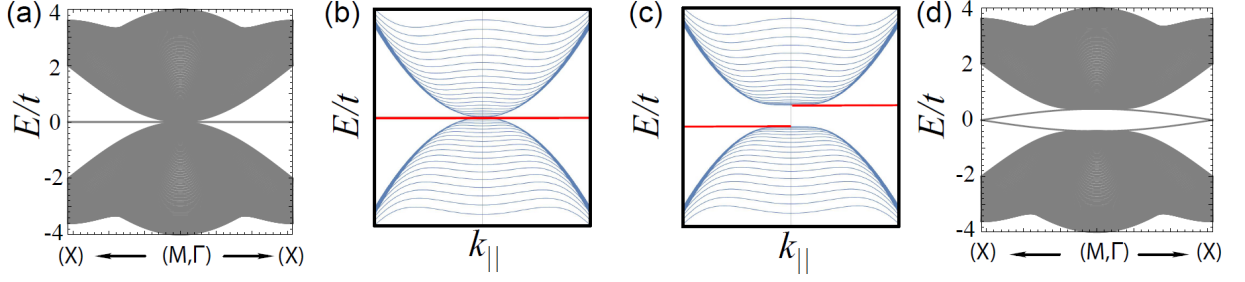 (a) (b) (c) (d)
E/t E/t E/t E/t
4 4
2 2
0 0
-2 -2
-4 -4
(X) (M,Γ) (X) k|| k|| (X) (M,Γ) (X)